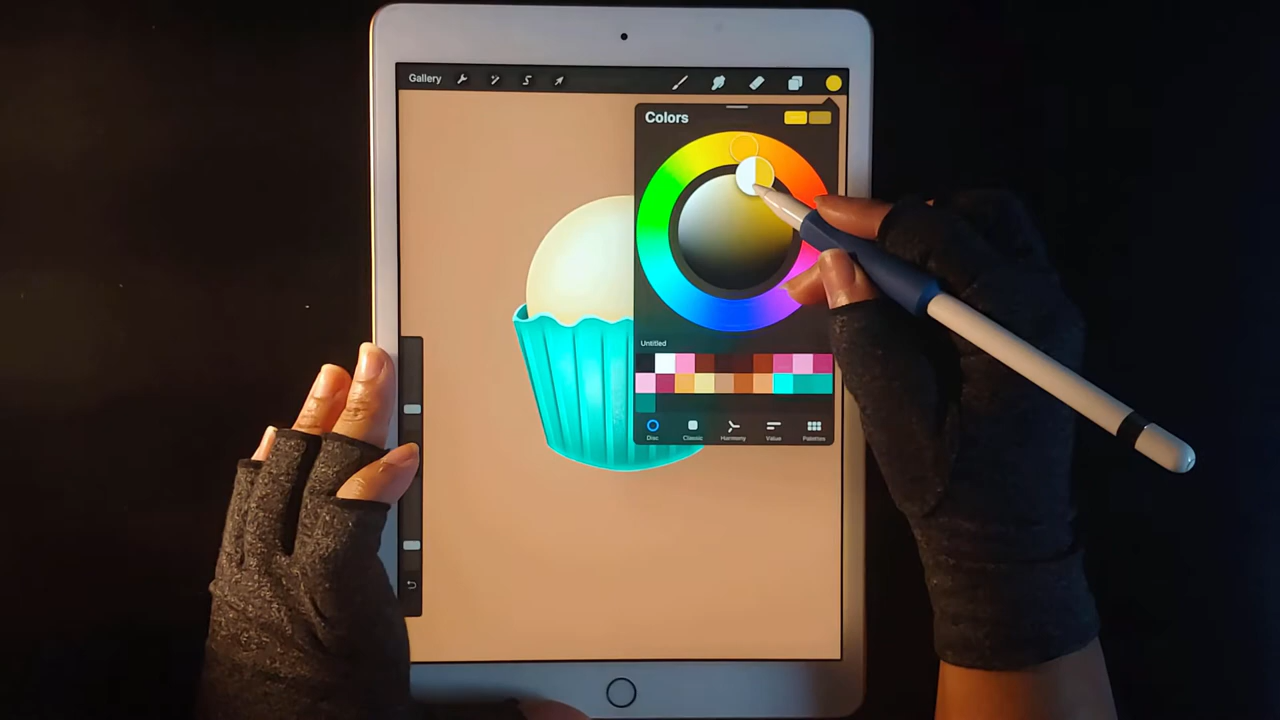 Gallery
Colors
Untitled
Disc
Classic
Harmony
Value
Palettes